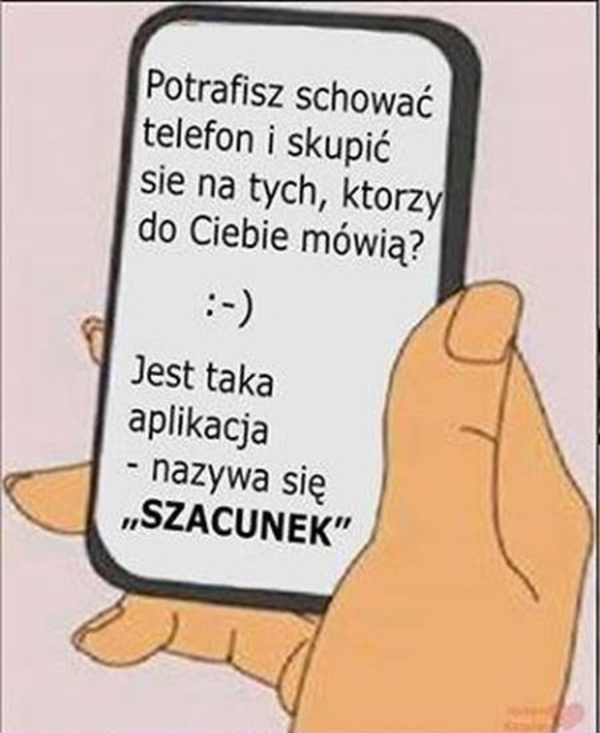 Potrafisz schować
telefon i skupić
sie na tych, ktorzy
do Ciebie mówią?
:-)
Jest taka
aplikacja
- nazywa się
„SZACUNEK”